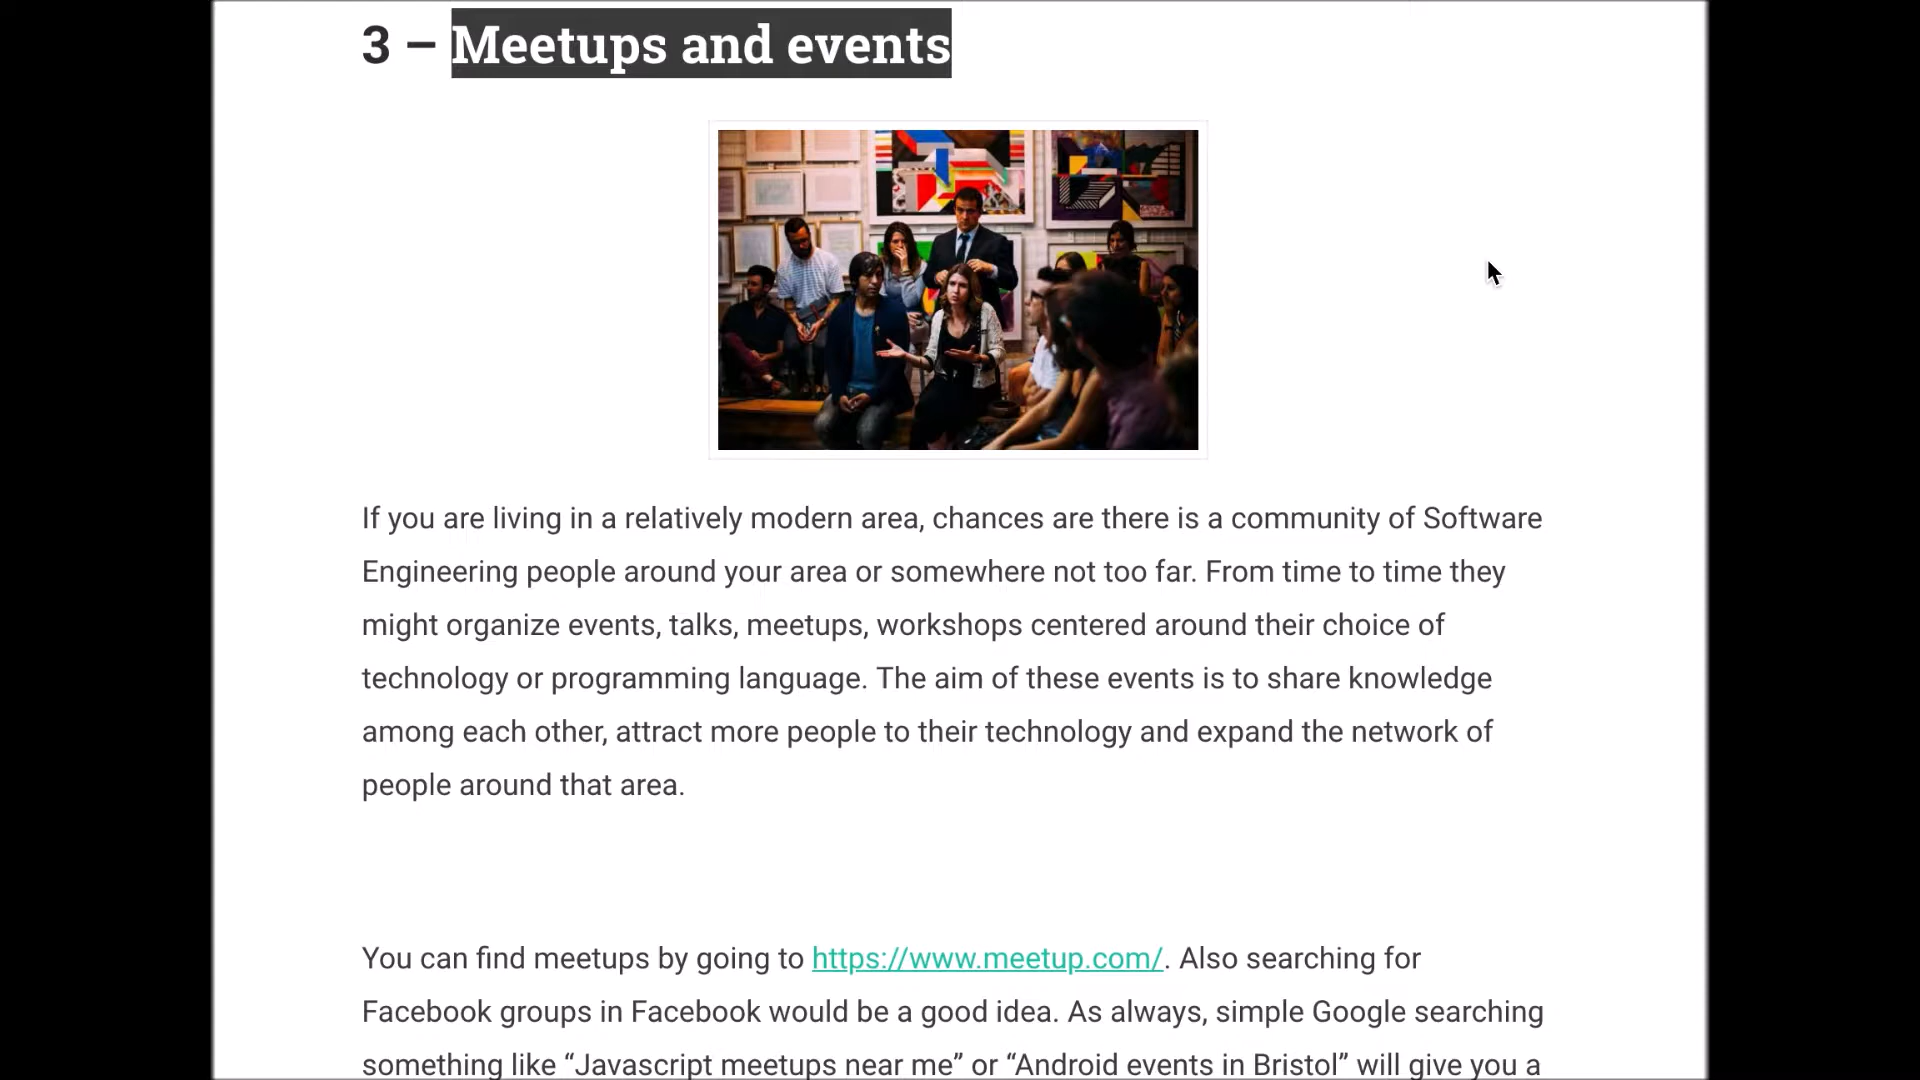 3 – Meetups and events
If you are living in a relatively modern area, chances are there is a community of Software
Engineering people around your area or somewhere not too far. From time to time they
might organize events, talks, meetups, workshops centered around their choice of
technology or programming language. The aim of these events is to share knowledge
among each other, attract more people to their technology and expand the network of
people around that area.
You can find meetups by going to https://www.meetup.com/. Also searching for
Facebook groups in Facebook would be a good idea. As always, simple Google searching
something like “Javascript meetups near me” or “Android events in Bristol” will give you a